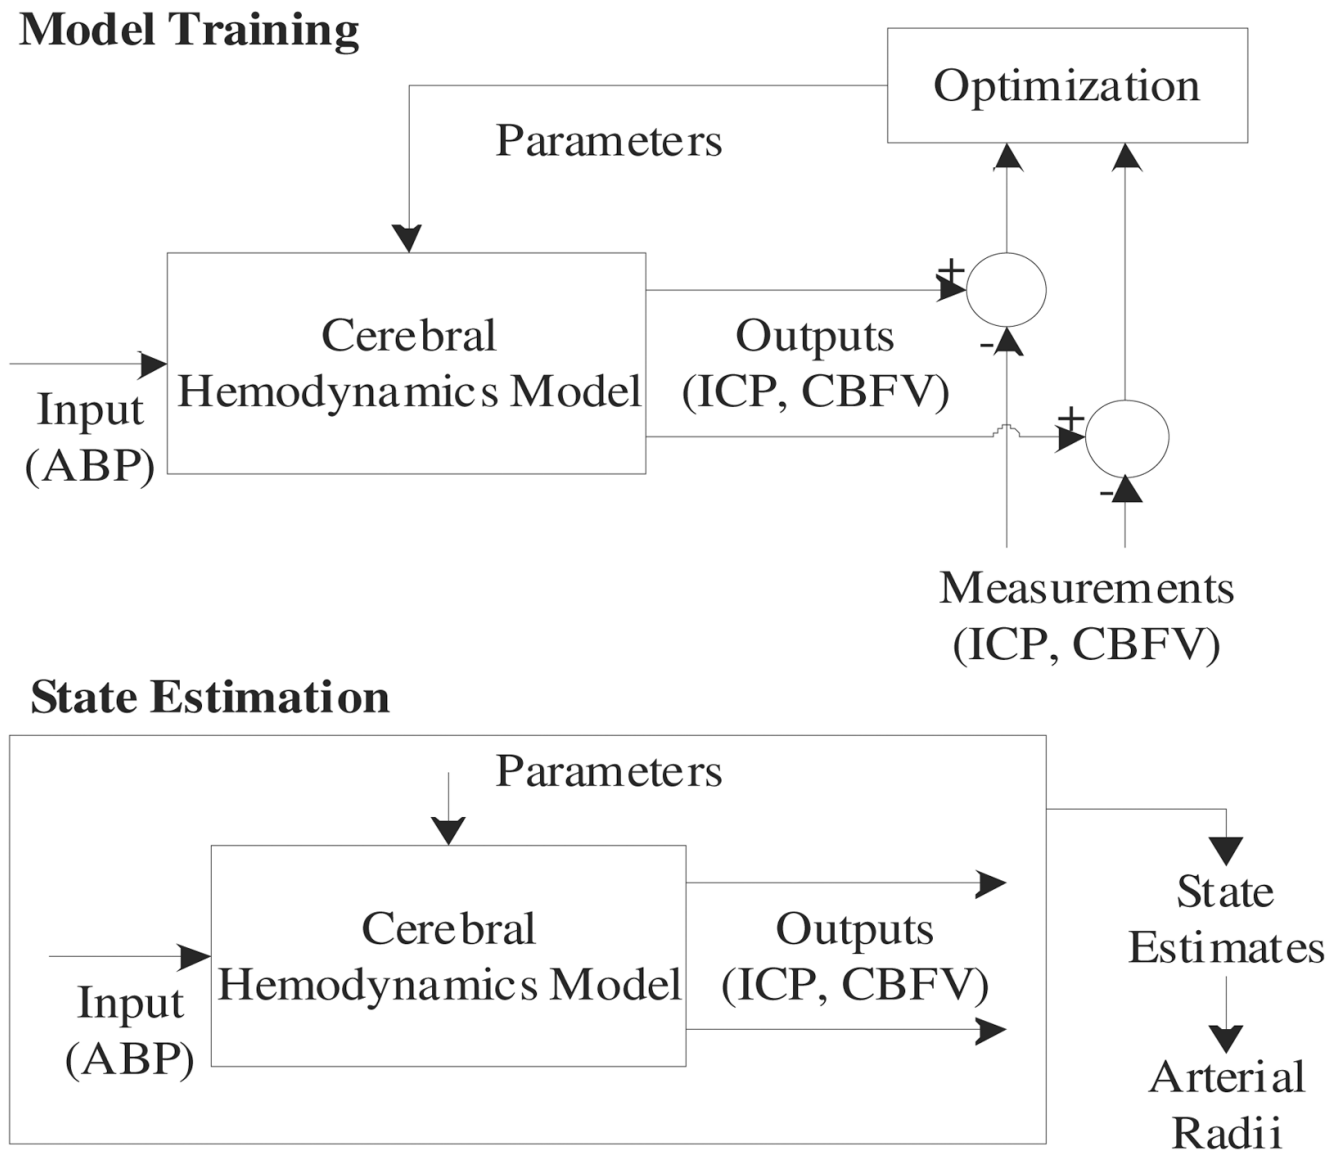 Model Training
Optimization
Parameters
+
Cerebral
Hemodynamics Model
Outputs
(ICP, CBFV)
-
Input
(ABP)
+
-
Measurements
(ICP, CBFV)
State Estimation
Parameters
Cerebral
Hemodynamics Model
Outputs
(ICP, CBFV)
Input
(ABP)
State
Estimates
Arterial
Radii